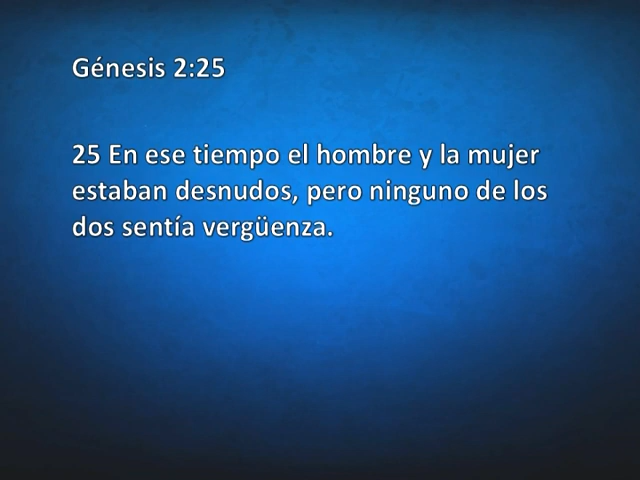 Génesis 2:25
25 En ese tiempo el hombre y la mujer
estaban desnudos, pero ninguno de los
dos sentía vergüenza.